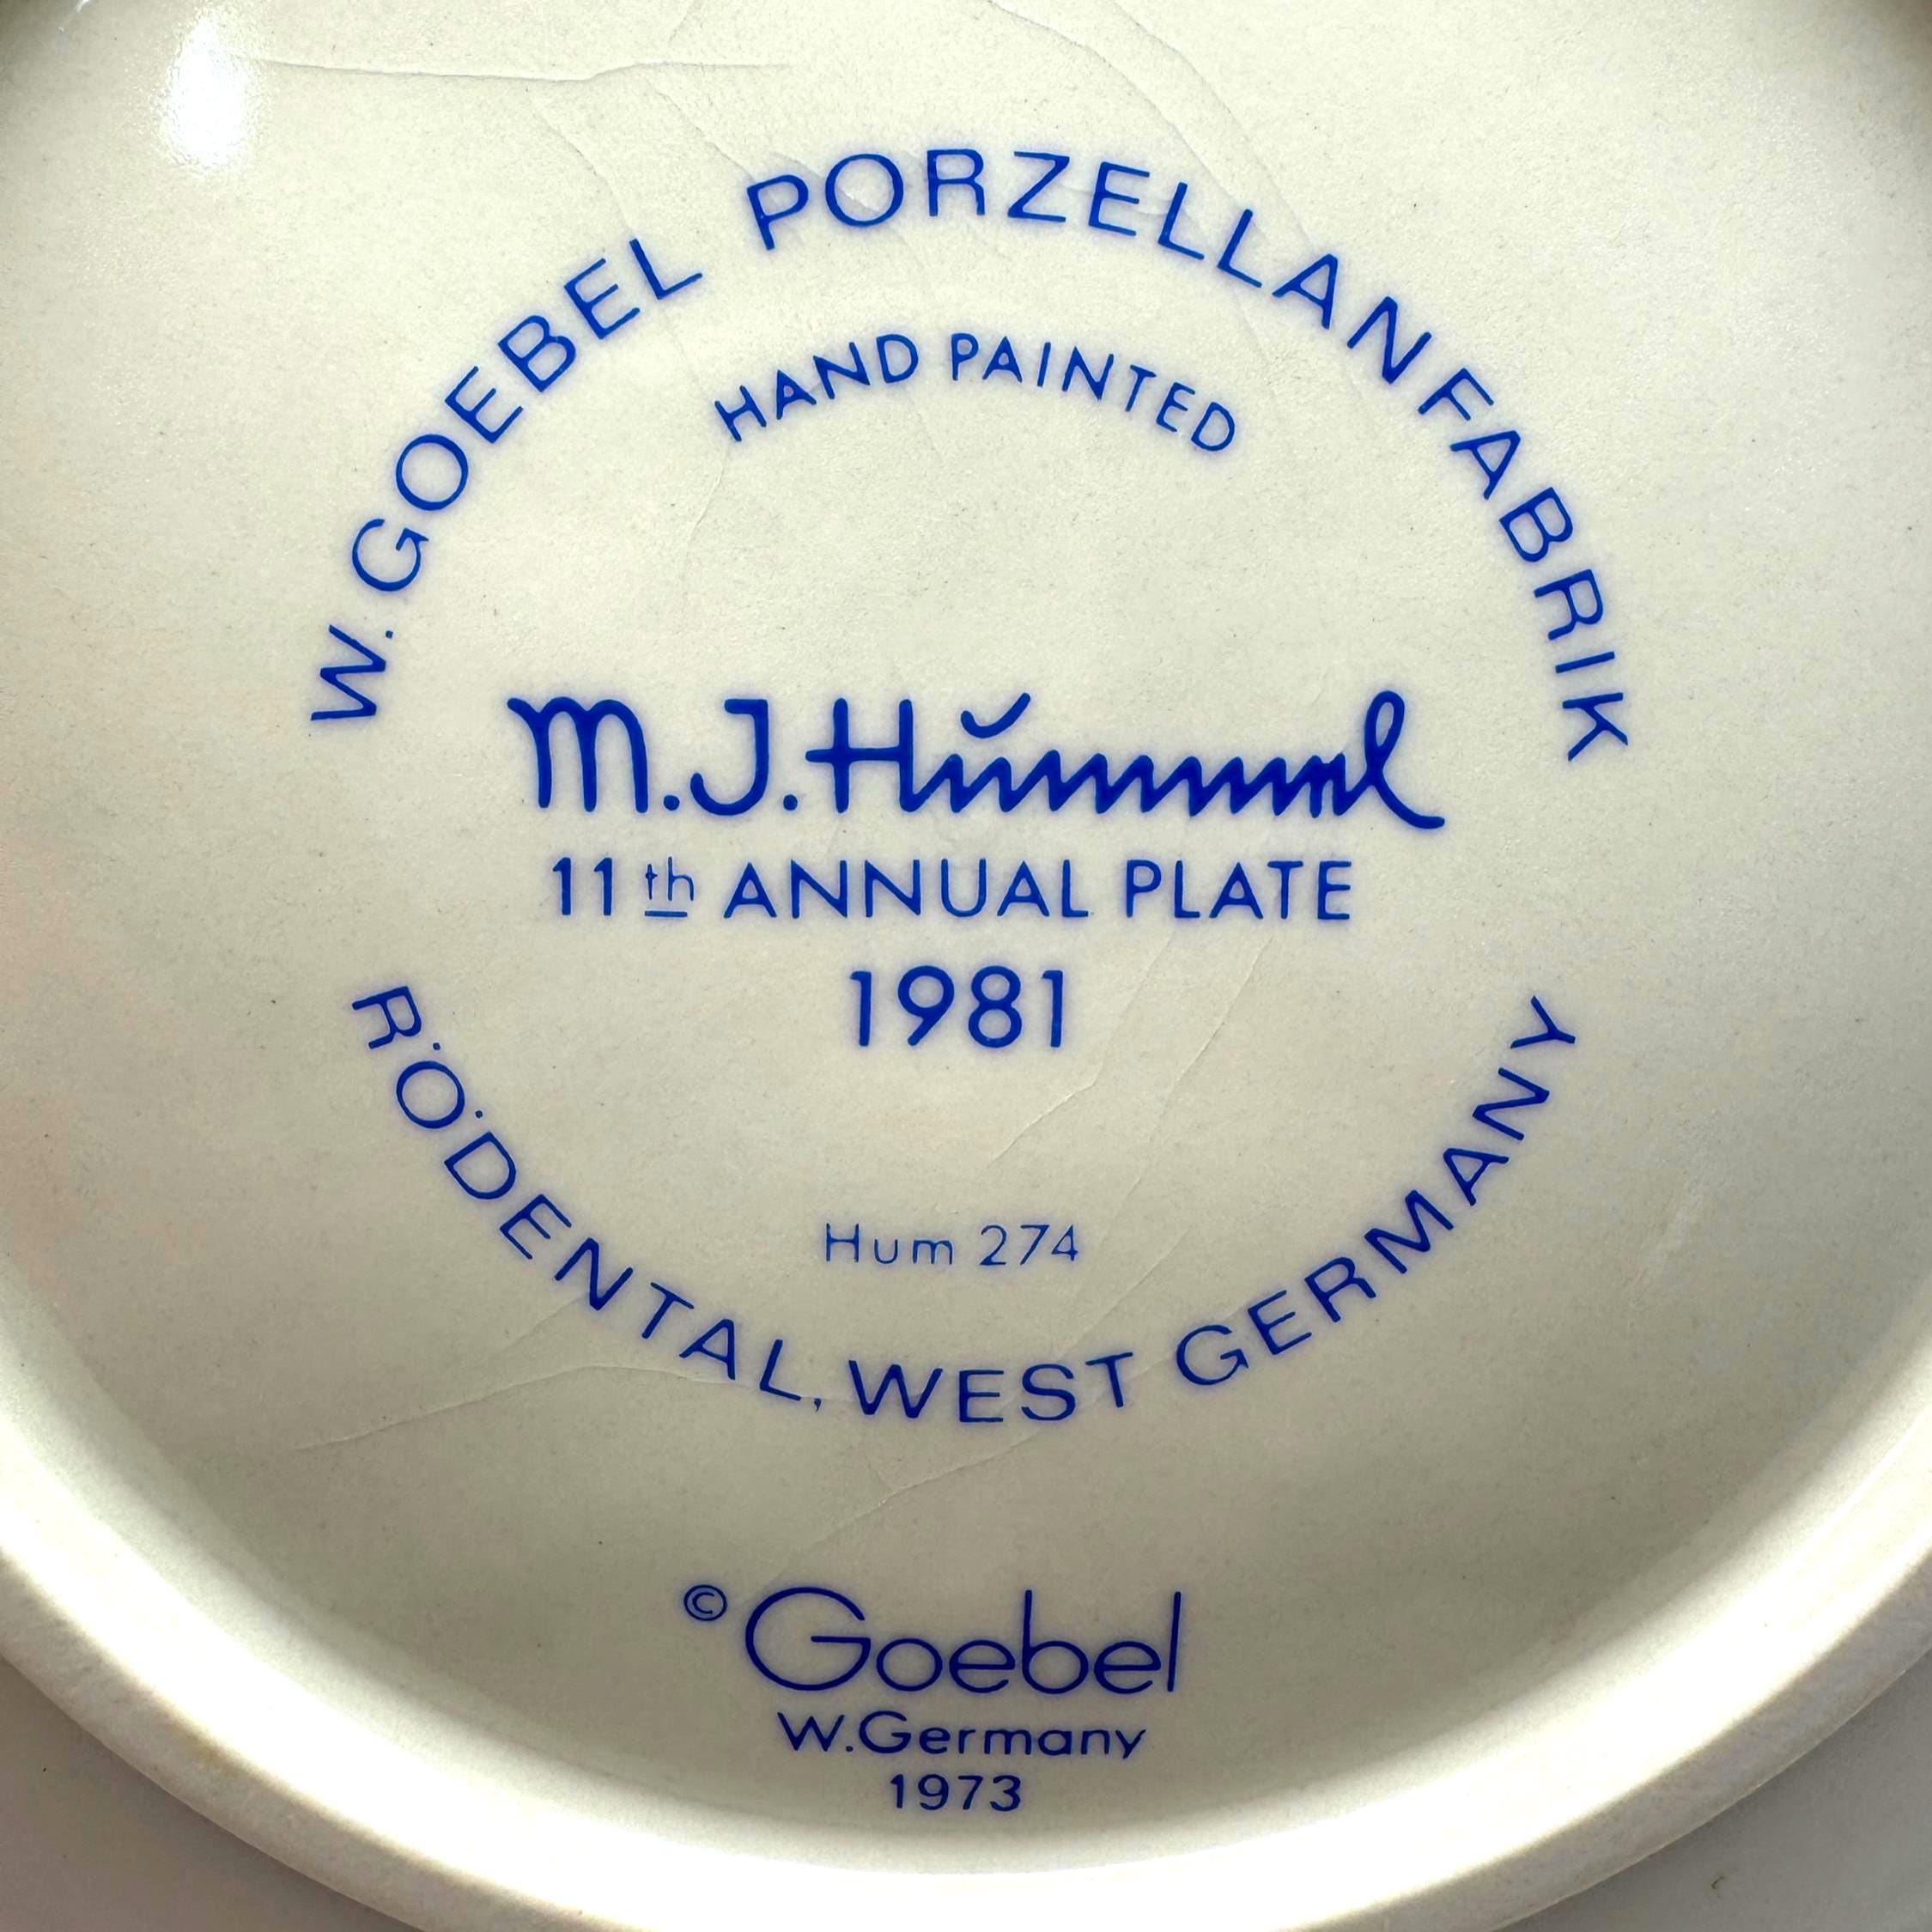 W. GOEBEL PORZELLANFABRIK
HAND PAINTED
M.J. Hummel
11th ANNUAL PLATE
1981
Hum 274
RÖDENTAL, WEST GERMANY
© Goebel
W. Germany
1973